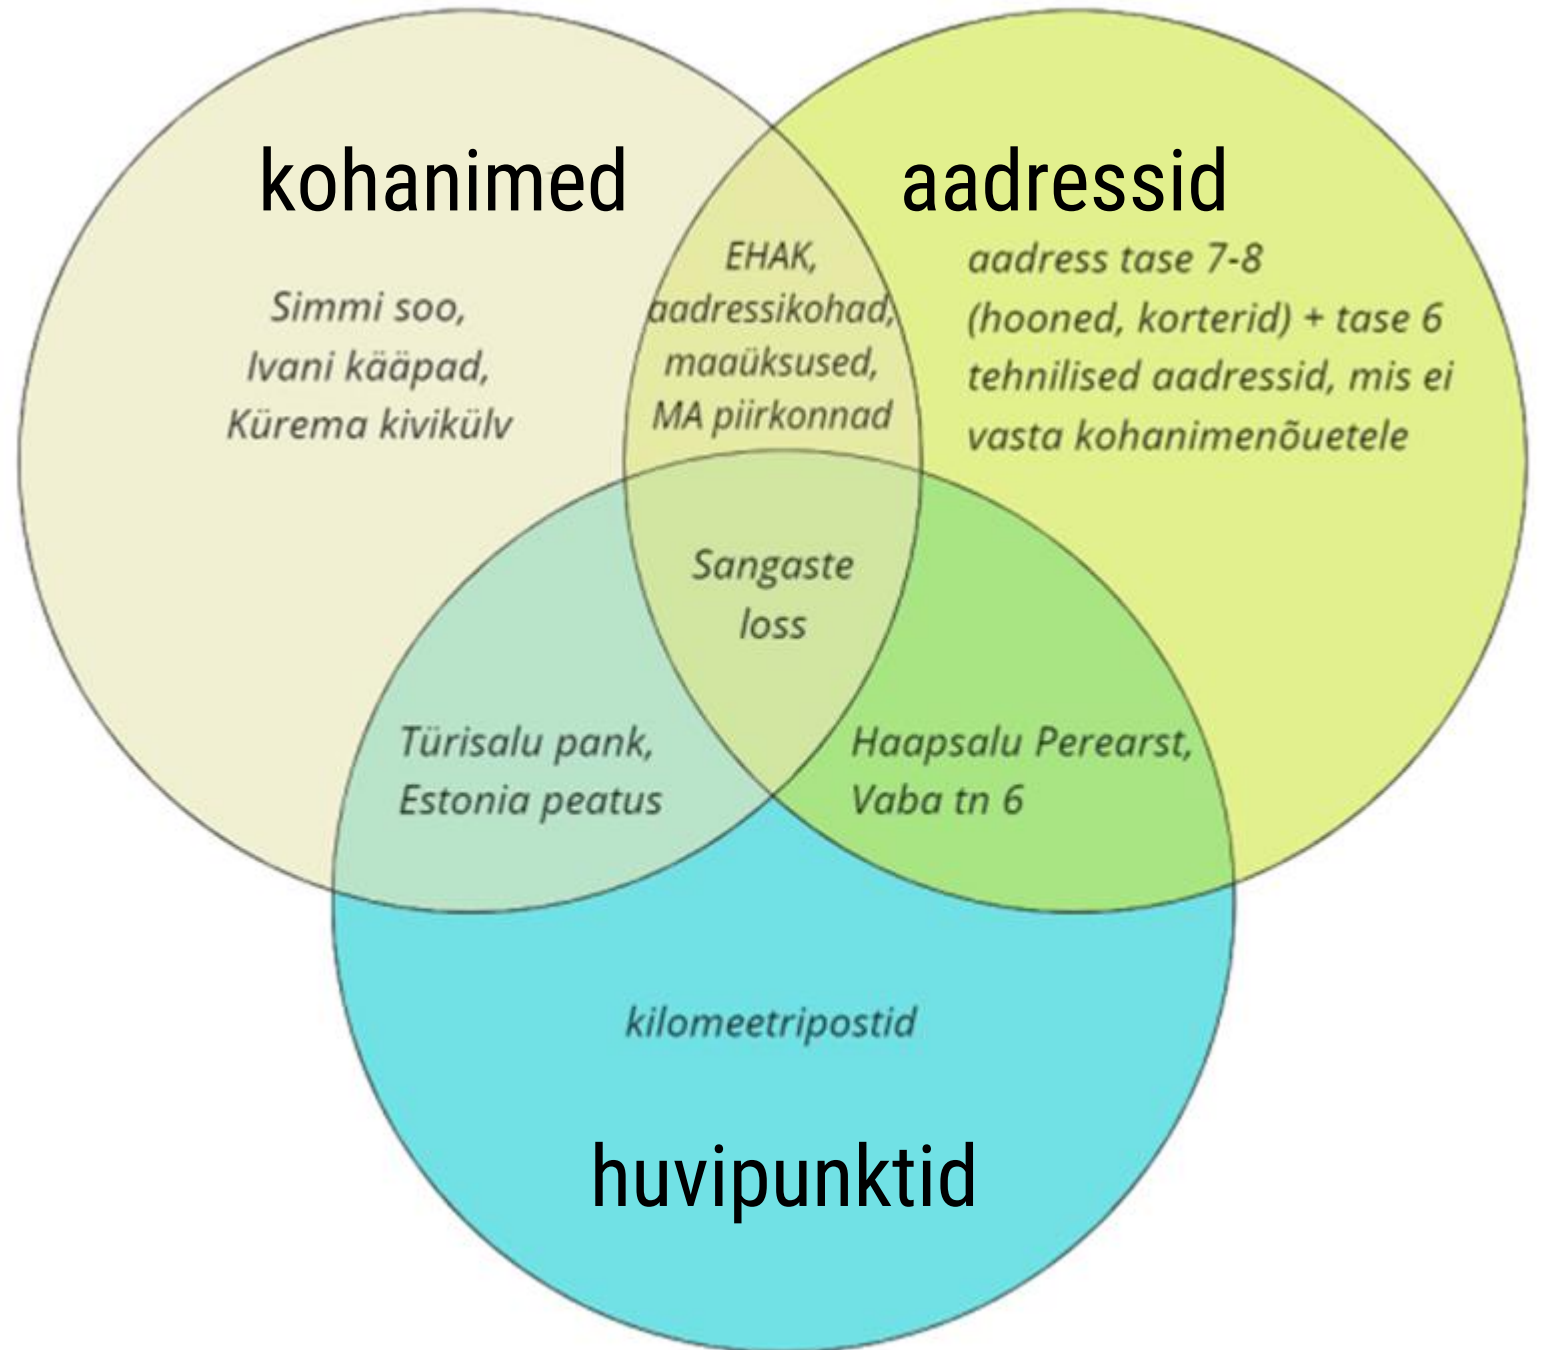 kohanimed
Simmi soo,
Ivani kääpad,
Kürema kivikülv
EHAK,
aadressikohad,
maaüksused,
MA piirkonnad
aadressid
aadress tase 7-8
(hooned, korterid) + tase 6
tehnilised aadressid, mis ei
vasta kohanimenõuetele
Sangaste
loss
Türisalu pank,
Estonia peatus
Haapsalu Perearst,
Vaba tn 6
kilomeetripostid
huvipunktid